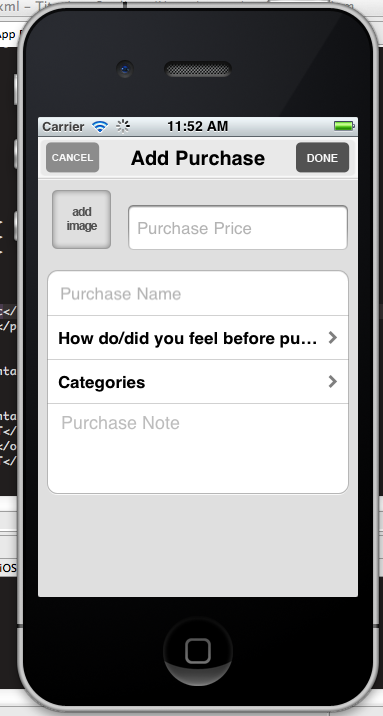 xml – Ti
m
App
Carrier 11:52 AM
CANCEL Add Purchase DONE
add
image
Purchase Price
Purchase Name
How do/did you feel before pu...
Categories
Purchase Note
iOS